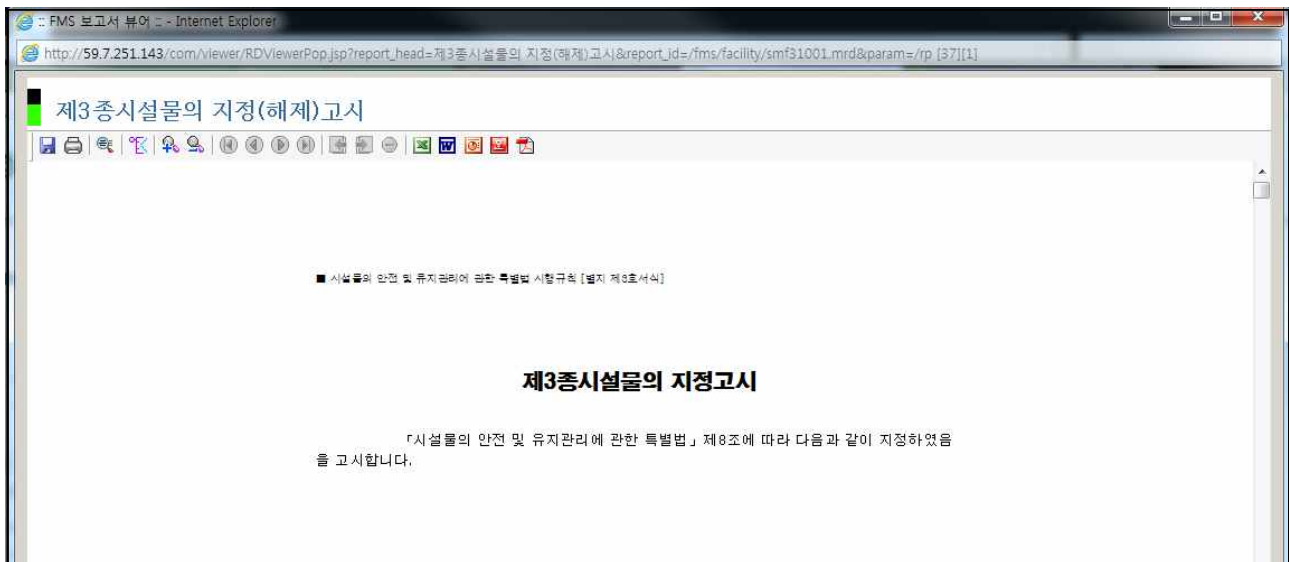 :: FMS 보고서 뷰어 :: - Internet Explorer
http://59.7.251.143/com/viewer/RDViewerPop.jsp?report_head=제3종시설물의 지정(해제)고시&report_id=/fms/facility/smf31001.mrd&param=/rp [37][1]
제3종시설물의 지정(해제)고시
■ 시설물의 안전 및 유지관리에 관한 특별법 시행규칙 [별지 제3호서식]
제3종시설물의 지정고시
「시설물의 안전 및 유지관리에 관한 특별법」 제8조에 따라 다음과 같이 지정하였음
을 고시합니다.